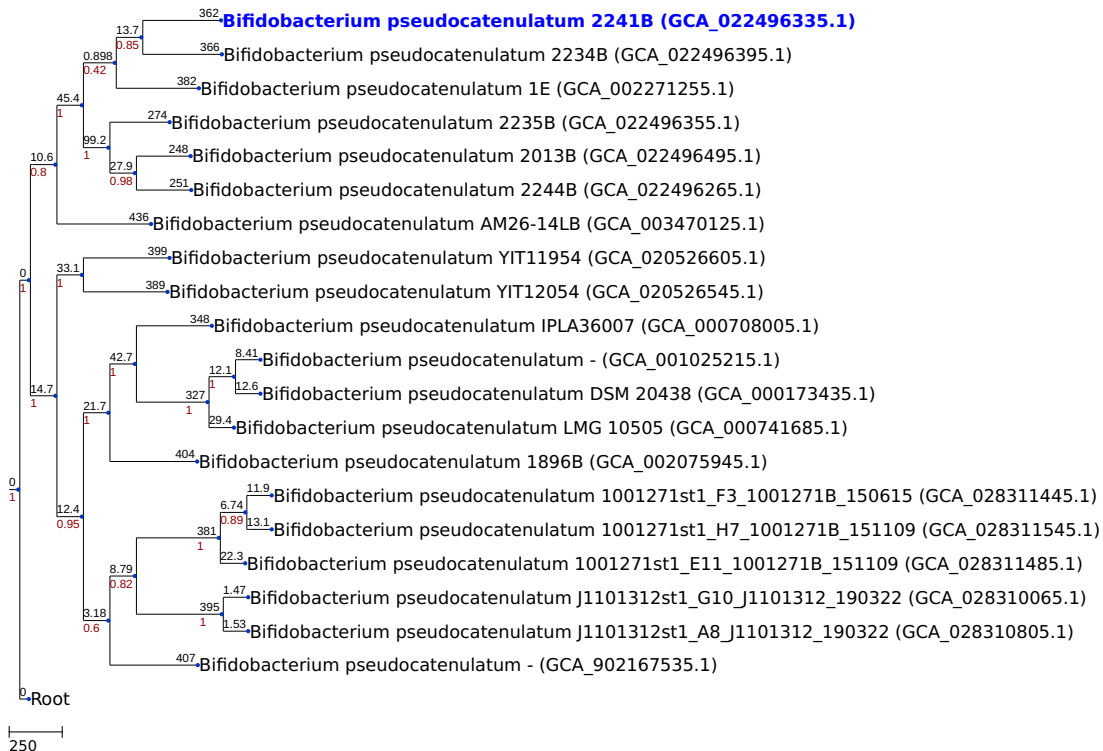 362 Bifidobacterium pseudocatenulatum 2241B (GCA_022496335.1)
13.7
0.85
366 Bifidobacterium pseudocatenulatum 2234B (GCA_022496395.1)
0.898
0.42
382 Bifidobacterium pseudocatenulatum 1E (GCA_002271255.1)
45.4
1
274 Bifidobacterium pseudocatenulatum 2235B (GCA_022496355.1)
99.2
1
248 Bifidobacterium pseudocatenulatum 2013B (GCA_022496495.1)
27.9
0.98
251 Bifidobacterium pseudocatenulatum 2244B (GCA_022496265.1)
10.6
0.8
436 Bifidobacterium pseudocatenulatum AM26-14LB (GCA_003470125.1)
0
1
399 Bifidobacterium pseudocatenulatum YIT11954 (GCA_020526605.1)
33.1
1
389 Bifidobacterium pseudocatenulatum YIT12054 (GCA_020526545.1)
348 Bifidobacterium pseudocatenulatum IPLA36007 (GCA_000708005.1)
42.7
1
8.41 Bifidobacterium pseudocatenulatum - (GCA_001025215.1)
12.1
1
12.6 Bifidobacterium pseudocatenulatum DSM 20438 (GCA_000173435.1)
14.7
1
327
1
21.7
1
29.4 Bifidobacterium pseudocatenulatum LMG 10505 (GCA_000741685.1)
404 Bifidobacterium pseudocatenulatum 1896B (GCA_002075945.1)
0
1
11.9 Bifidobacterium pseudocatenulatum 1001271st1_F3_1001271B_150615 (GCA_028311445.1)
12.4
0.95
6.74
0.89
13.1 Bifidobacterium pseudocatenulatum 1001271st1_H7_1001271B_151109 (GCA_028311545.1)
381
1
22.3 Bifidobacterium pseudocatenulatum 1001271st1_E11_1001271B_151109 (GCA_028311485.1)
8.79
0.82
1.47 Bifidobacterium pseudocatenulatum J1101312st1_G10_J1101312_190322 (GCA_028310065.1)
395
1
3.18
0.6
1.53 Bifidobacterium pseudocatenulatum J1101312st1_A8_J1101312_190322 (GCA_028310805.1)
407 Bifidobacterium pseudocatenulatum - (GCA_902167535.1)
0 Root
250